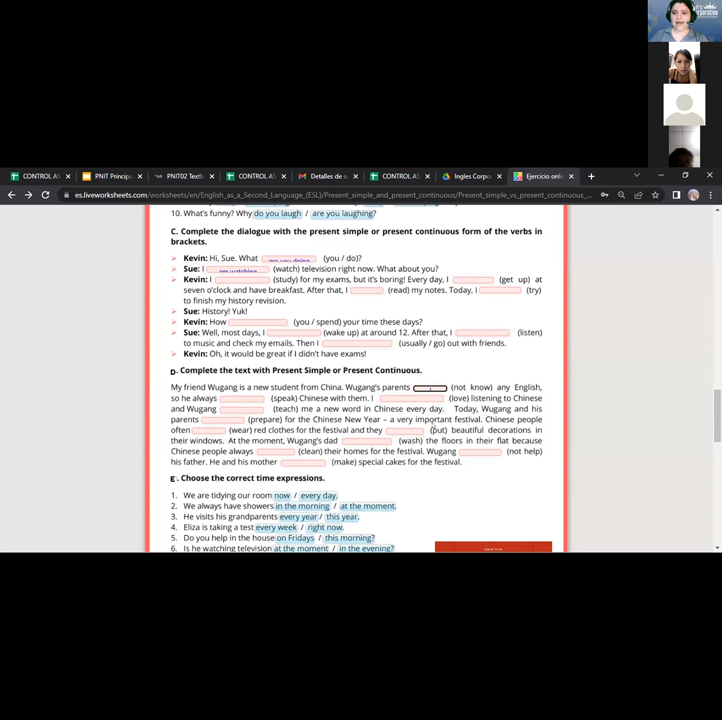 CONTROL AS
PNIT Princip
PNIT02 Textb
CONTROL AS
Detalles de
CONTROL AS
Ingles Corpo
Ejercicio onli
es.liveworksheets.com/worksheets/en/English_as_a_Second_Language_(ESL)/Present_simple_and_present_continuous/Present_simple_vs_present_continuous_...
10. What's funny? Why do you laugh / are you laughing?
C. Complete the dialogue with the present simple or present continuous form of the verbs in
brackets.
Kevin: Hi, Sue. What are you doing (you / do)?
Sue: I am watching (watch) television right now. What about you?
Kevin: I (study) for my exams, but it's boring! Every day, I (get up) at
seven o'clock and have breakfast. After that, I (read) my notes. Today, I (try)
to finish my history revision.
Sue: History! Yuk!
Kevin: How (you / spend) your time these days?
Sue: Well, most days, I (wake up) at around 12. After that, I (listen)
to music and check my emails. Then I (usually / go) out with friends.
Kevin: Oh, it would be great if I didn't have exams!
D. Complete the text with Present Simple or Present Continuous.
My friend Wugang is a new student from China. Wugang's parents (not know) any English,
so he always (speak) Chinese with them. I (love) listening to Chinese
and Wugang (teach) me a new word in Chinese every day. Today, Wugang and his
parents (prepare) for the Chinese New Year – a very important festival. Chinese people
often (wear) red clothes for the festival and they (put) beautiful decorations in
their windows. At the moment, Wugang's dad (wash) the floors in their flat because
Chinese people always (clean) their homes for the festival. Wugang (not help)
his father. He and his mother (make) special cakes for the festival.
E. Choose the correct time expressions.
1. We are tidying our room now / every day.
2. We always have showers in the morning / at the moment.
3. He visits his grandparents every year / this year.
4. Eliza is taking a test every week / right now.
5. Do you help in the house on Fridays / this morning?
6. Is he watching television at the moment / in the evening?